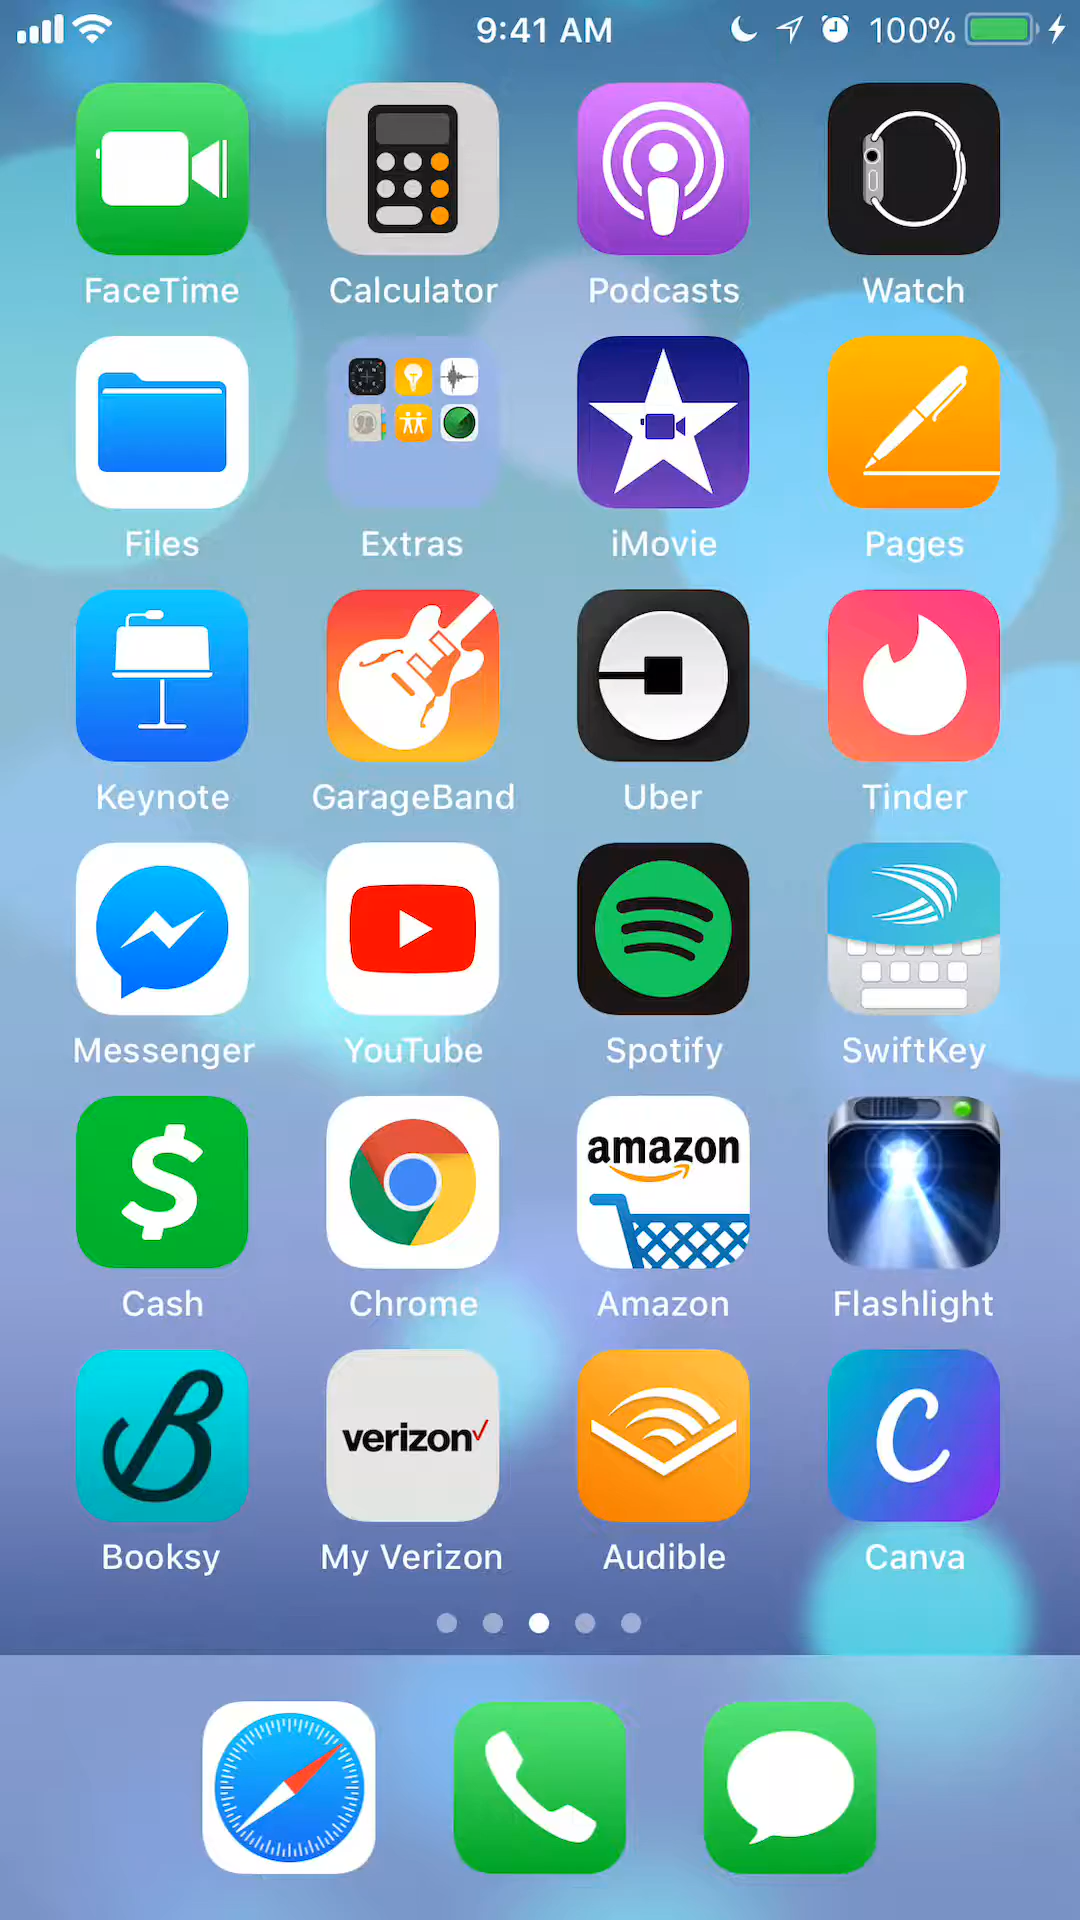 9:41 AM 100%
FaceTime Calculator Podcasts Watch
Files Extras iMovie Pages
Keynote GarageBand Uber Tinder
Messenger YouTube Spotify SwiftKey
amazon
Cash Chrome Amazon Flashlight
verizon
Booksy My Verizon Audible Canva